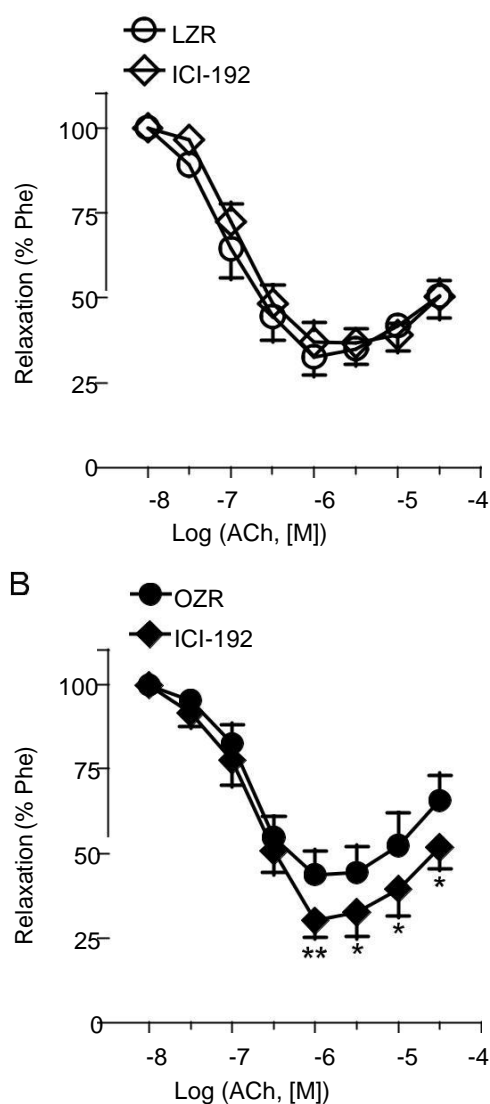 LZR
ICI-192
100
75
50
25
0
Relaxation (% Phe)
-8 -7 -6 -5 -4
Log (ACh, [M])
B
OZR
ICI-192
100
75
50
25
0
Relaxation (% Phe)
** * * *
-8 -7 -6 -5 -4
Log (ACh, [M])